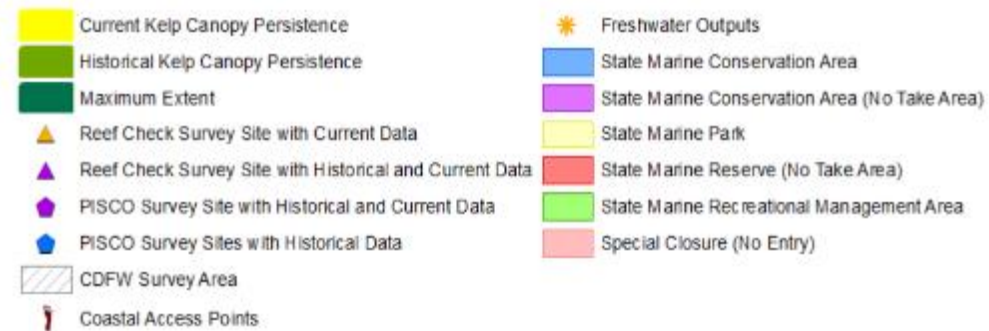 Current Kelp Canopy Persistence
Historical Kelp Canopy Persistence
Maximum Extent
Reef Check Survey Site with Current Data
Reef Check Survey Site with Historical and Current Data
PISCO Survey Site with Historical and Current Data
PISCO Survey Sites with Historical Data
CDFW Survey Area
Coastal Access Points
Freshwater Outputs
State Marine Conservation Area
State Marine Conservation Area (No Take Area)
State Marine Park
State Marine Reserve (No Take Area)
State Marine Recreational Management Area
Special Closure (No Entry)